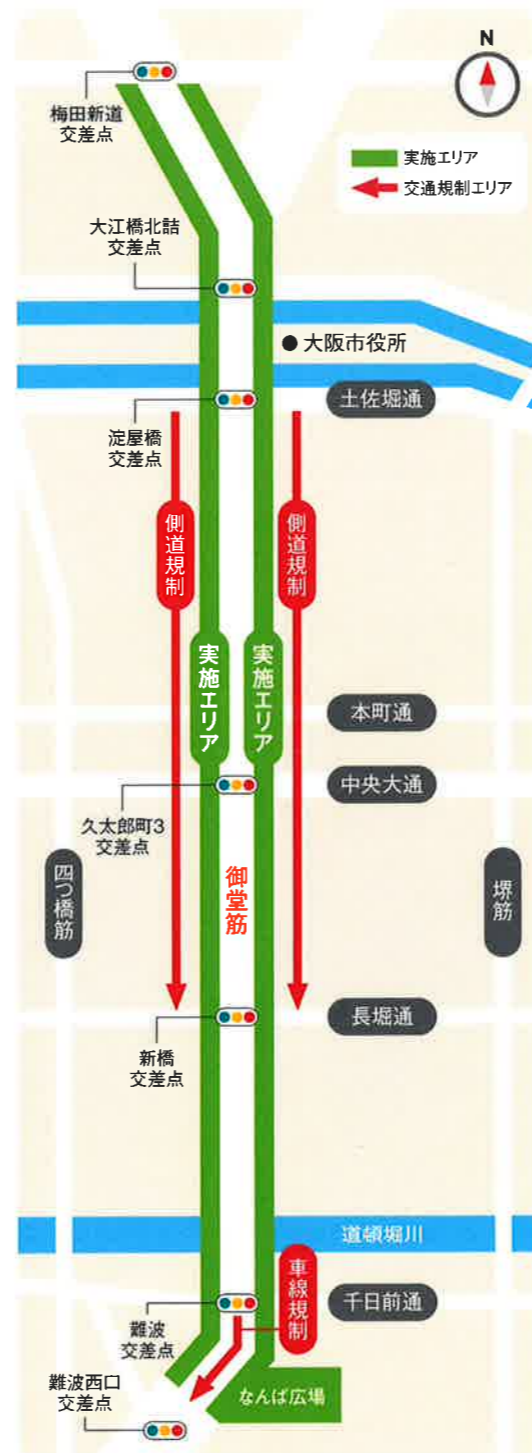 N
梅田新道
交差点
実施エリア
交通規制エリア
大江橋北詰
交差点
大阪市役所
土佐堀通
淀屋橋
交差点
側道規制
側道規制
実施エリア
実施エリア
本町通
中央大通
久太郎町3
交差点
四つ橋筋
御堂筋
堺筋
長堀通
新橋
交差点
道頓堀川
車線規制
千日前通
難波
交差点
難波西口
交差点
なんば広場